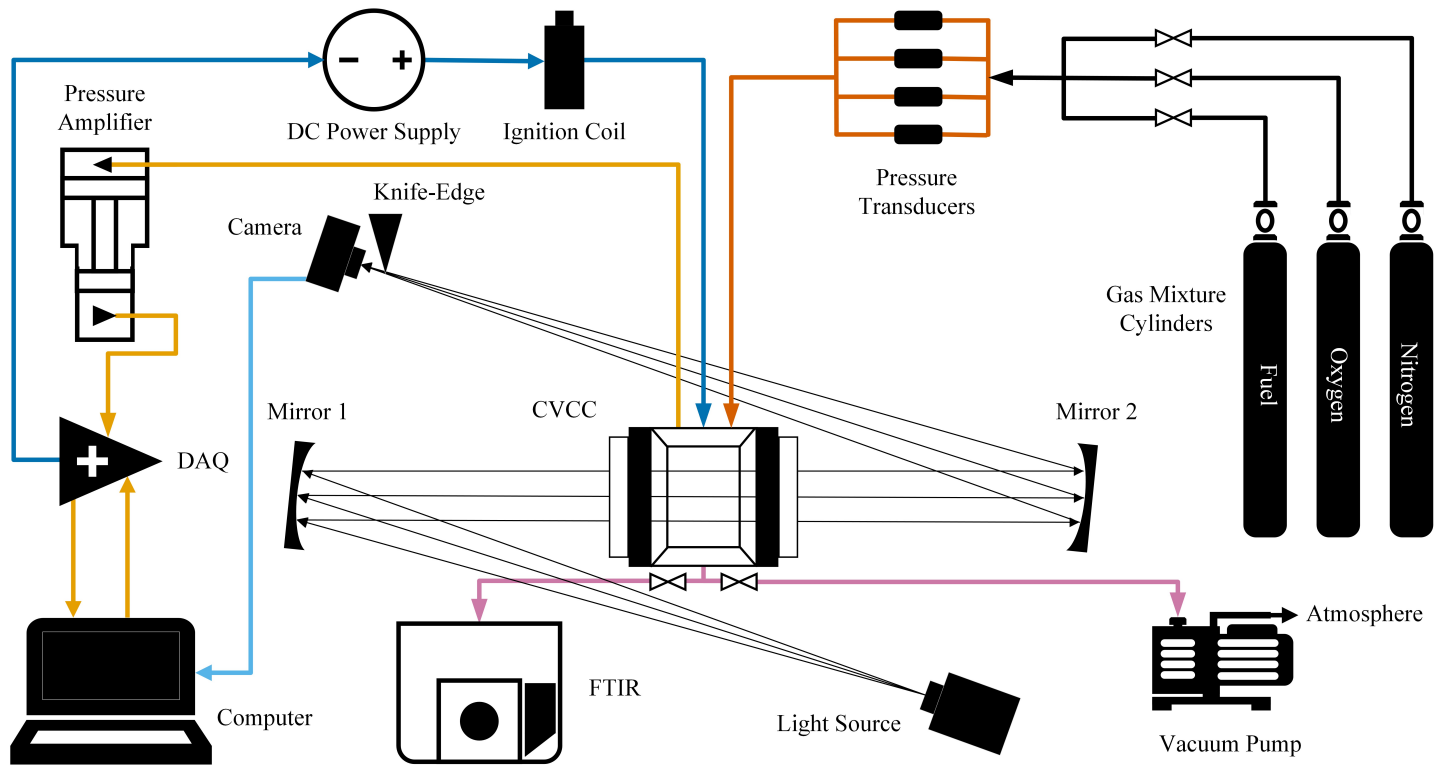 Pressure
Amplifier
DC Power Supply
Ignition Coil
Pressure
Transducers
Knife-Edge
Camera
Gas Mixture
Cylinders
Fuel
Oxygen
Nitrogen
Mirror 1
CVCC
Mirror 2
DAQ
Atmosphere
FTIR
Computer
Light Source
Vacuum Pump